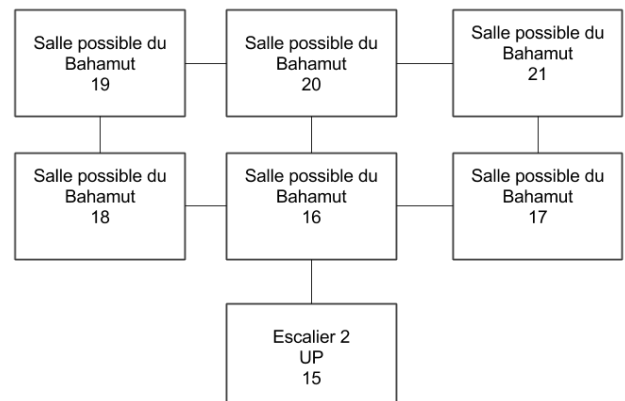 Salle possible du
Bahamut
19
Salle possible du
Bahamut
20
Salle possible du
Bahamut
21
Salle possible du
Bahamut
18
Salle possible du
Bahamut
16
Salle possible du
Bahamut
17
Escalier 2
UP
15